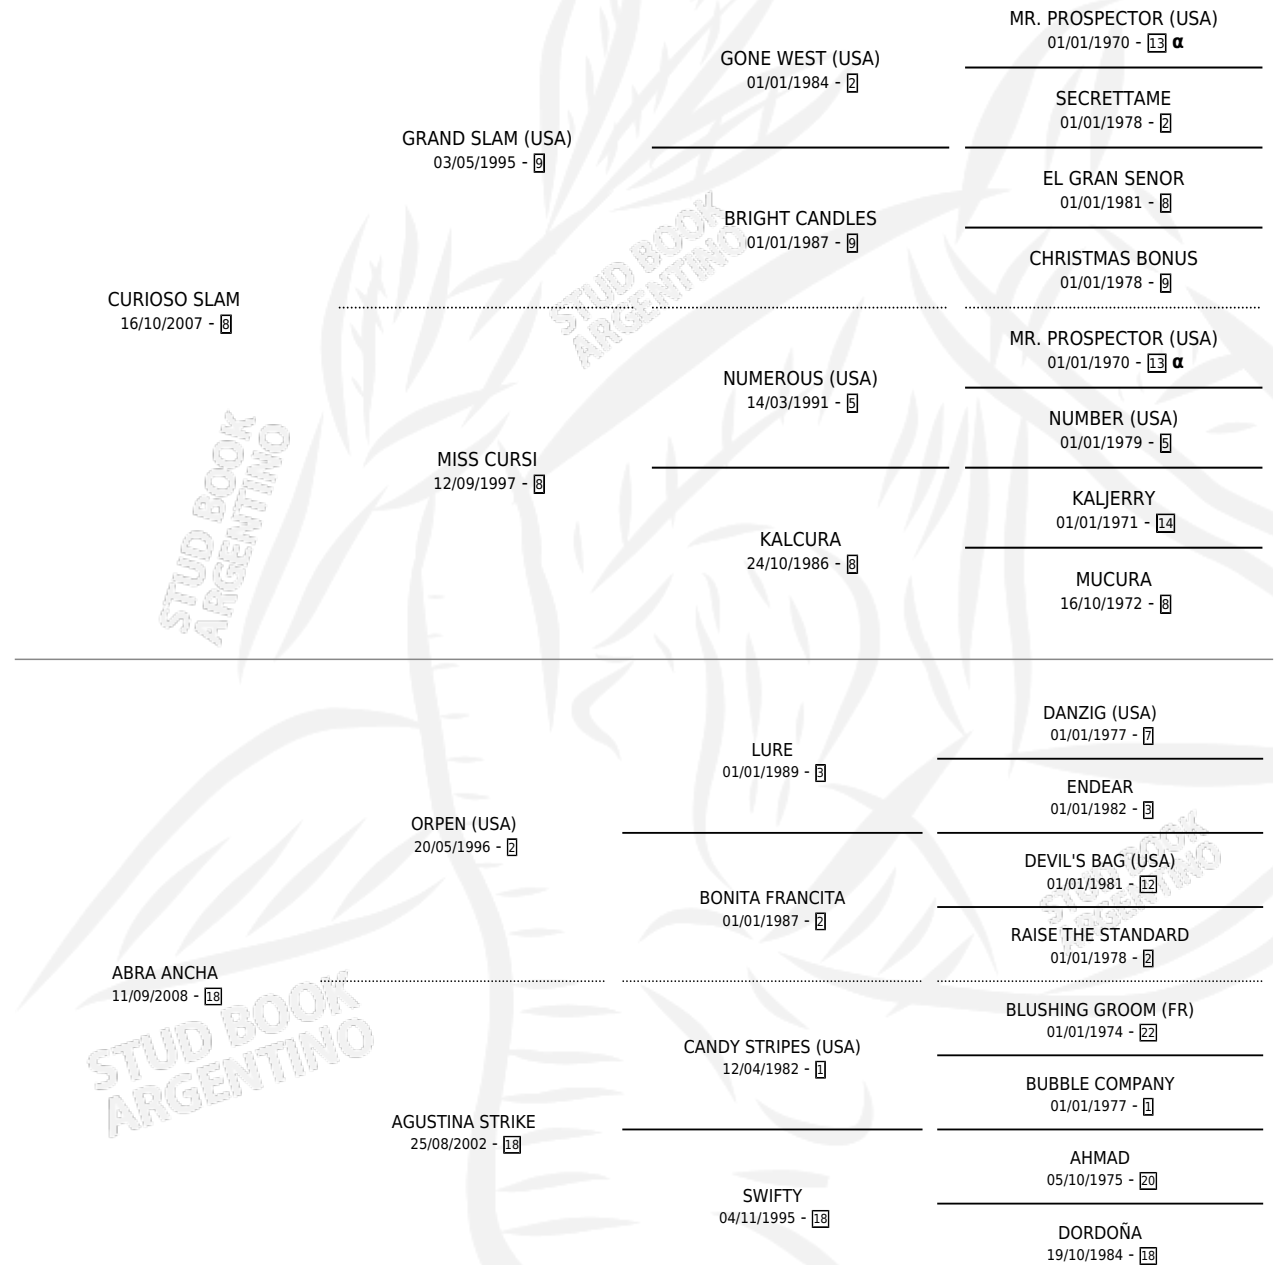 MR. PROSPECTOR (USA)
01/01/1970 - 13 α
GONE WEST (USA)
01/01/1984 - 2
SECRETTAME
01/01/1978 - 2
GRAND SLAM (USA)
03/05/1995 - 9
EL GRAN SENOR
01/01/1981 - 8
BRIGHT CANDLES
01/01/1987 - 9
CHRISTMAS BONUS
01/01/1978 - 9
STUD BOOK
ARGENTINO
CURIOSO SLAM
16/10/2007 - 8
MR. PROSPECTOR (USA)
01/01/1970 - 13 α
NUMEROUS (USA)
14/03/1991 - 5
NUMBER (USA)
01/01/1979 - 5
MISS CURSI
12/09/1997 - 8
KALJERRY
01/01/1971 - 14
KALCURA
24/10/1986 - 8
MUCURA
16/10/1972 - 8
STUD BOOK
ARGENTINO
DANZIG (USA)
01/01/1977 - 7
LURE
01/01/1989 - 3
ENDEAR
01/01/1982 - 3
ORPEN (USA)
20/05/1996 - 2
DEVIL'S BAG (USA)
01/01/1981 - 12
BONITA FRANCITA
01/01/1987 - 2
RAISE THE STANDARD
01/01/1978 - 2
STUD BOOK
ARGENTINO
ABRA ANCHA
11/09/2008 - 18
BLUSHING GROOM (FR)
01/01/1974 - 22
CANDY STRIPES (USA)
12/04/1982 - 1
BUBBLE COMPANY
01/01/1977 - 1
AGUSTINA STRIKE
25/08/2002 - 18
AHMAD
05/10/1975 - 20
SWIFTY
04/11/1995 - 18
DORDOÑA
19/10/1984 - 18
STUD BOOK
ARGENTINO